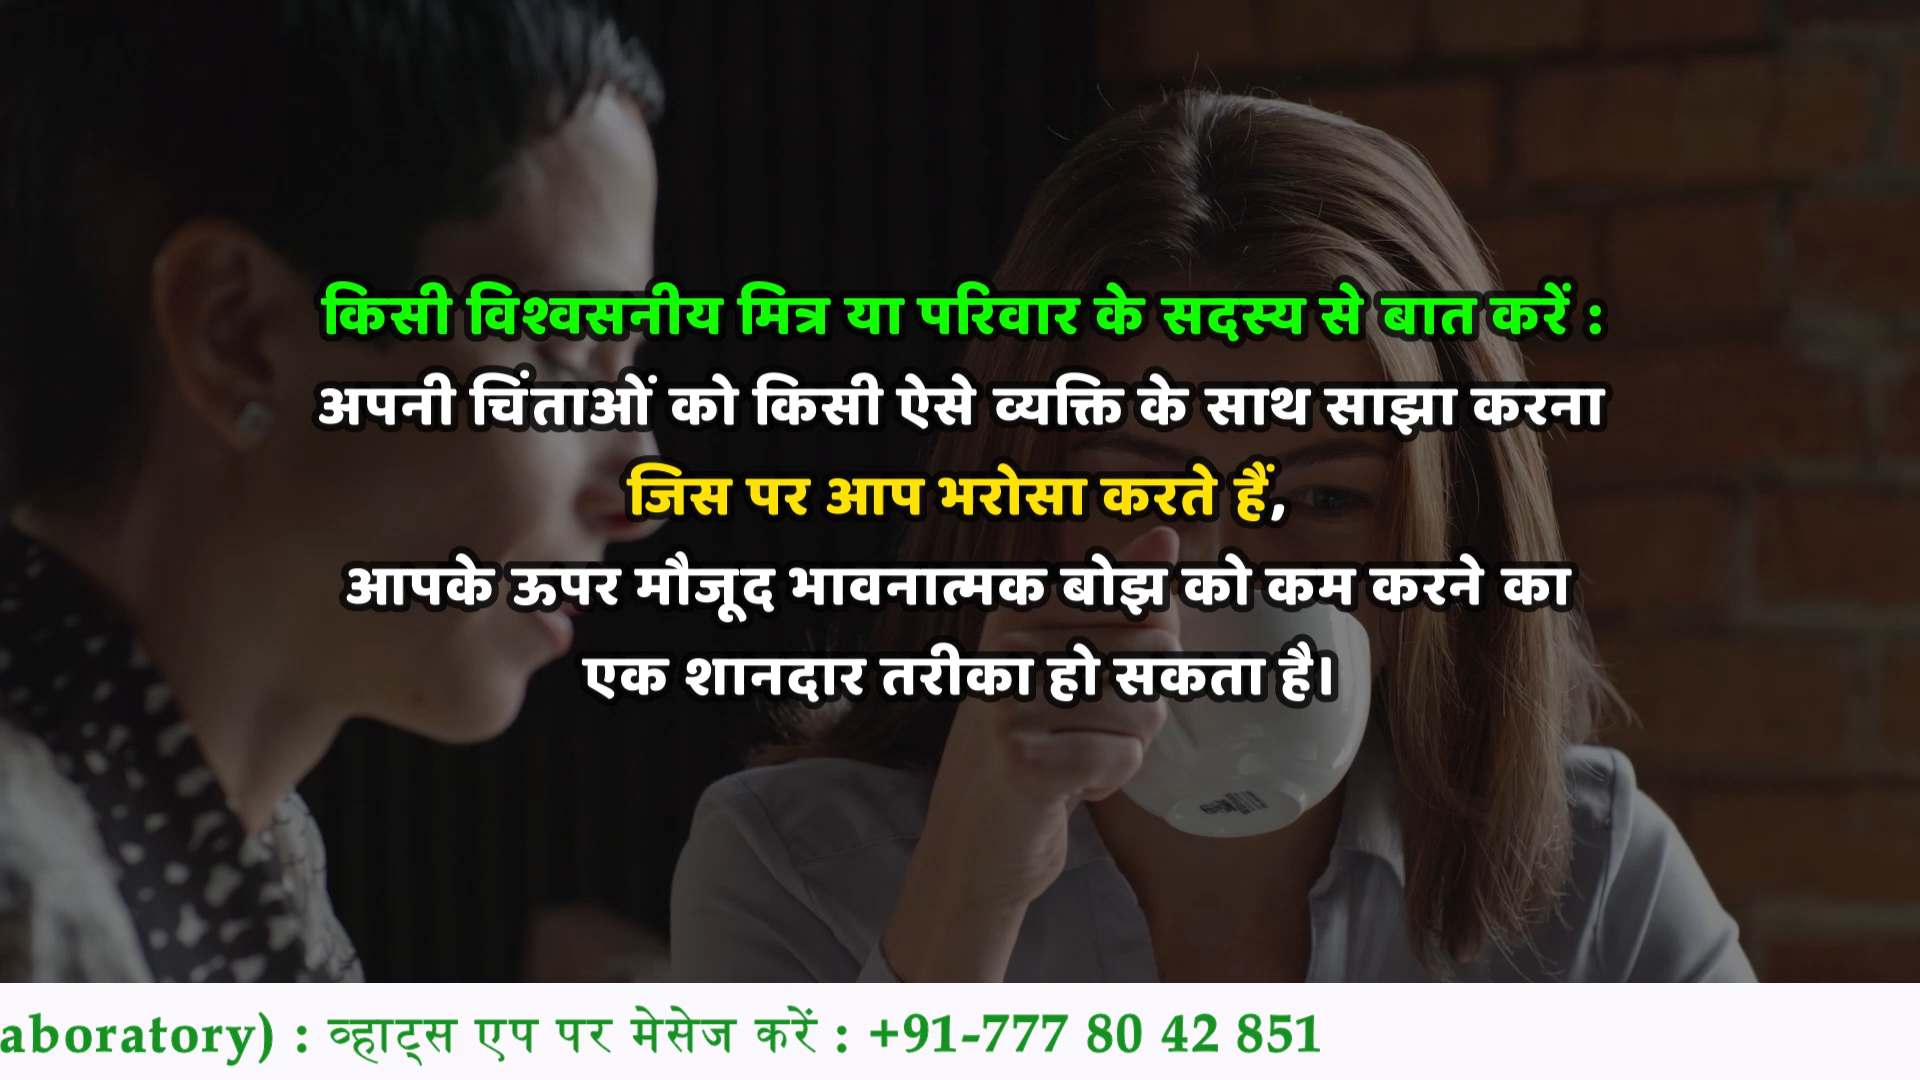 किसी विश्वसनीय मित्र या परिवार के सदस्य से बात करें :
अपनी चिंताओं को किसी ऐसे व्यक्ति के साथ साझा करना
जिस पर आप भरोसा करते हैं,
आपके ऊपर मौजूद भावनात्मक बोझ को कम करने का
एक शानदार तरीका हो सकता है।
aboratory) : व्हाट्स एप पर मेसेज करें : +91-777 80 42 851